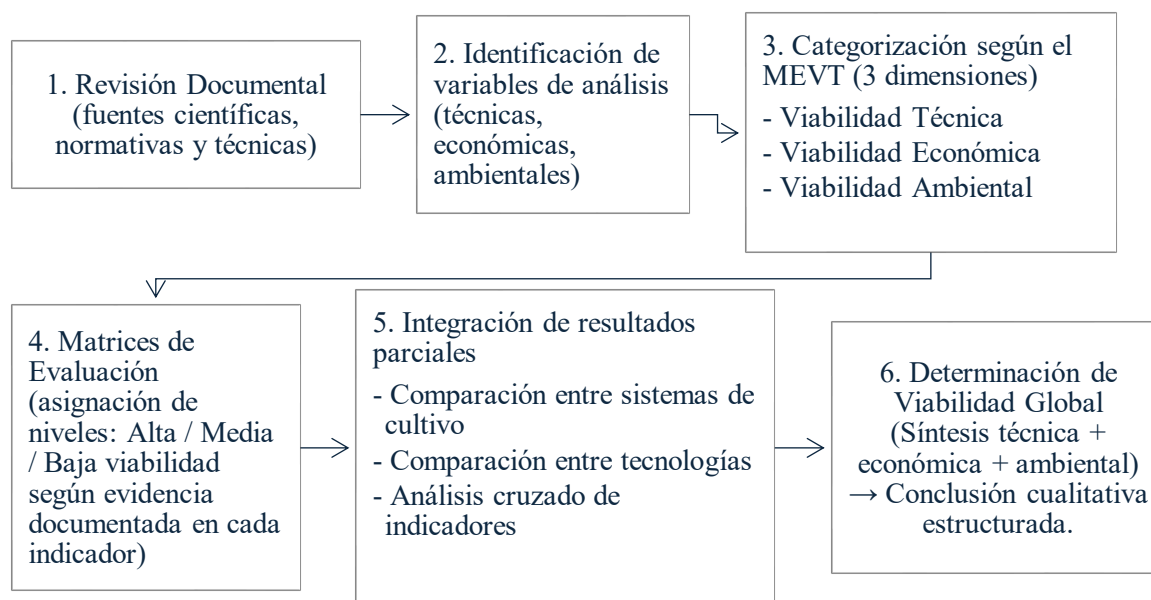 1. Revisión Documental
(fuentes científicas,
normativas y técnicas)
2. Identificación de
variables de análisis
(técnicas,
económicas,
ambientales)
3. Categorización según el
MEVT (3 dimensiones)
- Viabilidad Técnica
- Viabilidad Económica
- Viabilidad Ambiental
4. Matrices de
Evaluación
(asignación de
niveles: Alta / Media
/ Baja viabilidad
según evidencia
documentada en cada
indicador)
5. Integración de resultados
parciales
- Comparación entre sistemas de
cultivo
- Comparación entre tecnologías
- Análisis cruzado de
indicadores
6. Determinación de
Viabilidad Global
(Síntesis técnica +
económica + ambiental)
→ Conclusión cualitativa
estructurada.